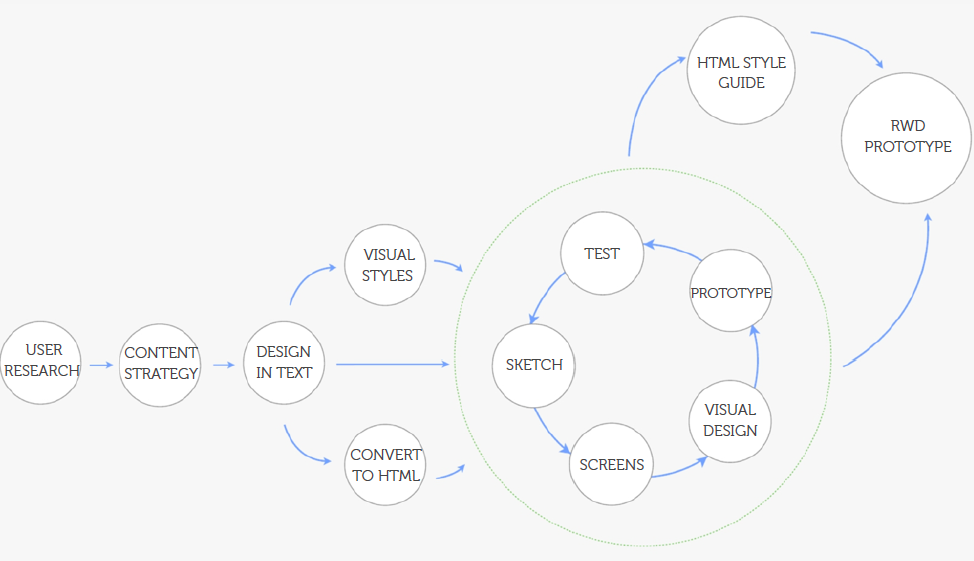 USER
RESEARCH
CONTENT
STRATEGY
DESIGN
IN TEXT
VISUAL
STYLES
CONVERT
TO HTML
TEST
SKETCH
SCREENS
VISUAL
DESIGN
PROTOTYPE
HTML STYLE
GUIDE
RWD
PROTOTYPE